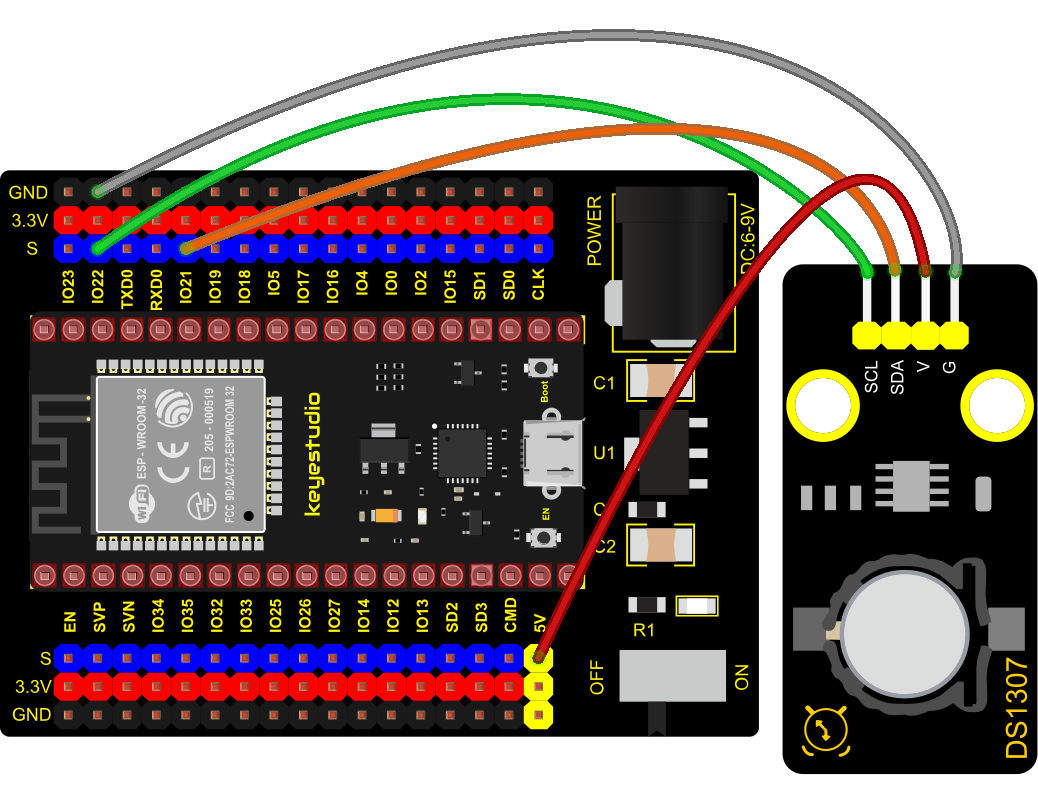 GND
3.3V
S
IO23
IO22
TXD0
RXD0
IO21
IO19
IO18
IO5
IO17
IO16
IO4
IO0
IO2
IO15
SD1
SD0
CLK
POWER
DC:6-9V
ESP - WROOM -32
WiFi
CE
R
205 - 000519
FCC 9D:2AC72-ESPWROOM 32
keyestudio
Boot
EN
C1
U1
C
C2
R1
OFF
ON
EN
SVP
SVN
IO34
IO35
IO32
IO33
IO25
IO26
IO27
IO14
IO12
IO13
SD2
SD3
CMD
5V
S
3.3V
GND
SCL
SDA
V
G
DS1307